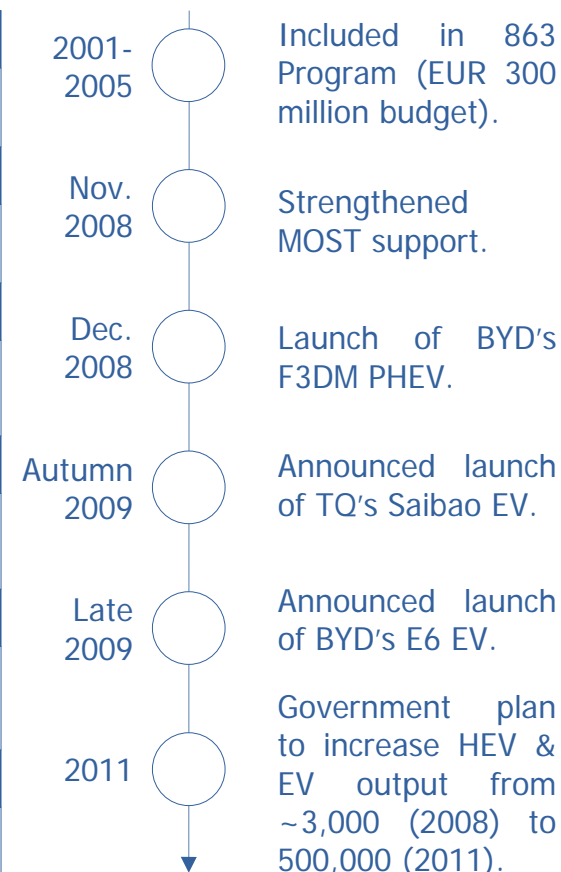 2001-
2005
Included in 863
Program (EUR 300
million budget).
Nov.
2008
Strengthened
MOST support.
Dec.
2008
Launch of BYD's
F3DM PHEV.
Autumn
2009
Announced launch
of TQ's Saibao EV.
Late
2009
Announced launch
of BYD's E6 EV.
2011
Government plan
to increase HEV &
EV output from
~3,000 (2008) to
500,000 (2011).